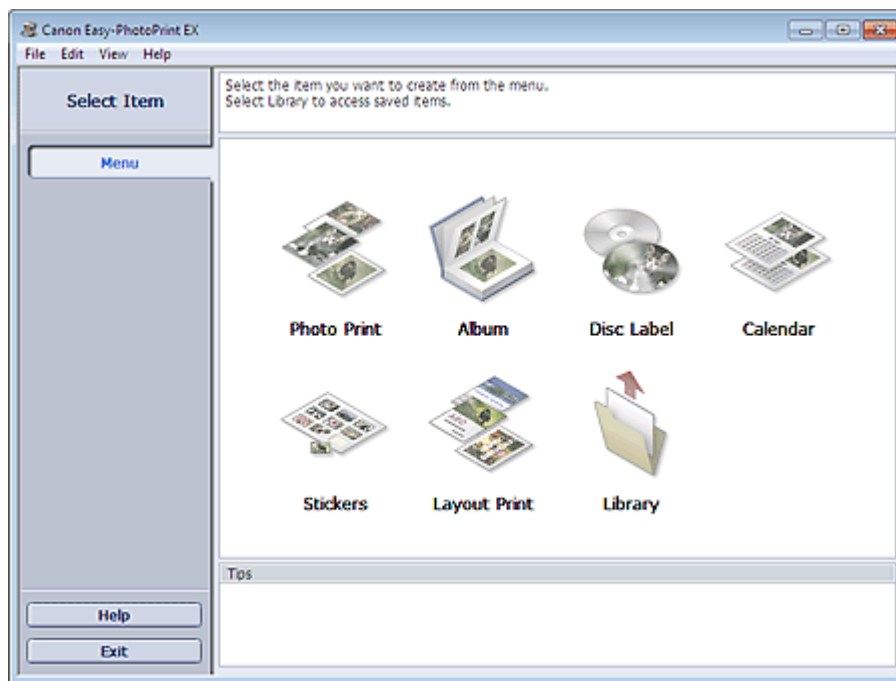 Canon Easy-PhotoPrint EX
File Edit View Help
Select Item
Select the item you want to create from the menu.
Select Library to access saved items.
Menu
Photo Print Album Disc Label Calendar
Stickers Layout Print Library
Tips
Help
Exit